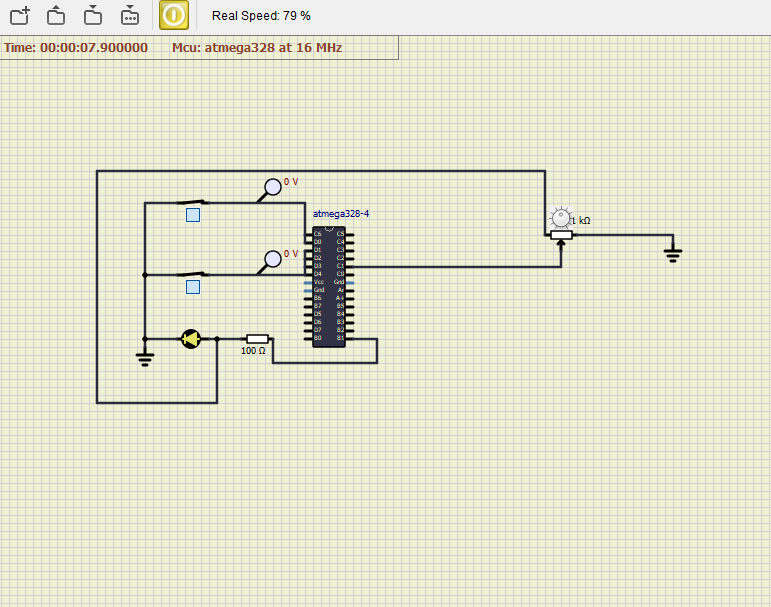 Real Speed: 79 %
Time: 00:00:07.900000 Mcu: atmega328 at 16 MHz
0 V
atmega328-4
1 kΩ
0 V
C6 C5
D0 C4
D1 C3
D2 C2
D3 C1
D4 C0
Vcc Gnd
Gnd Ar
B6 A+
B7 B5
D5 B4
D6 B3
D7 B2
B0 B1
100 Ω